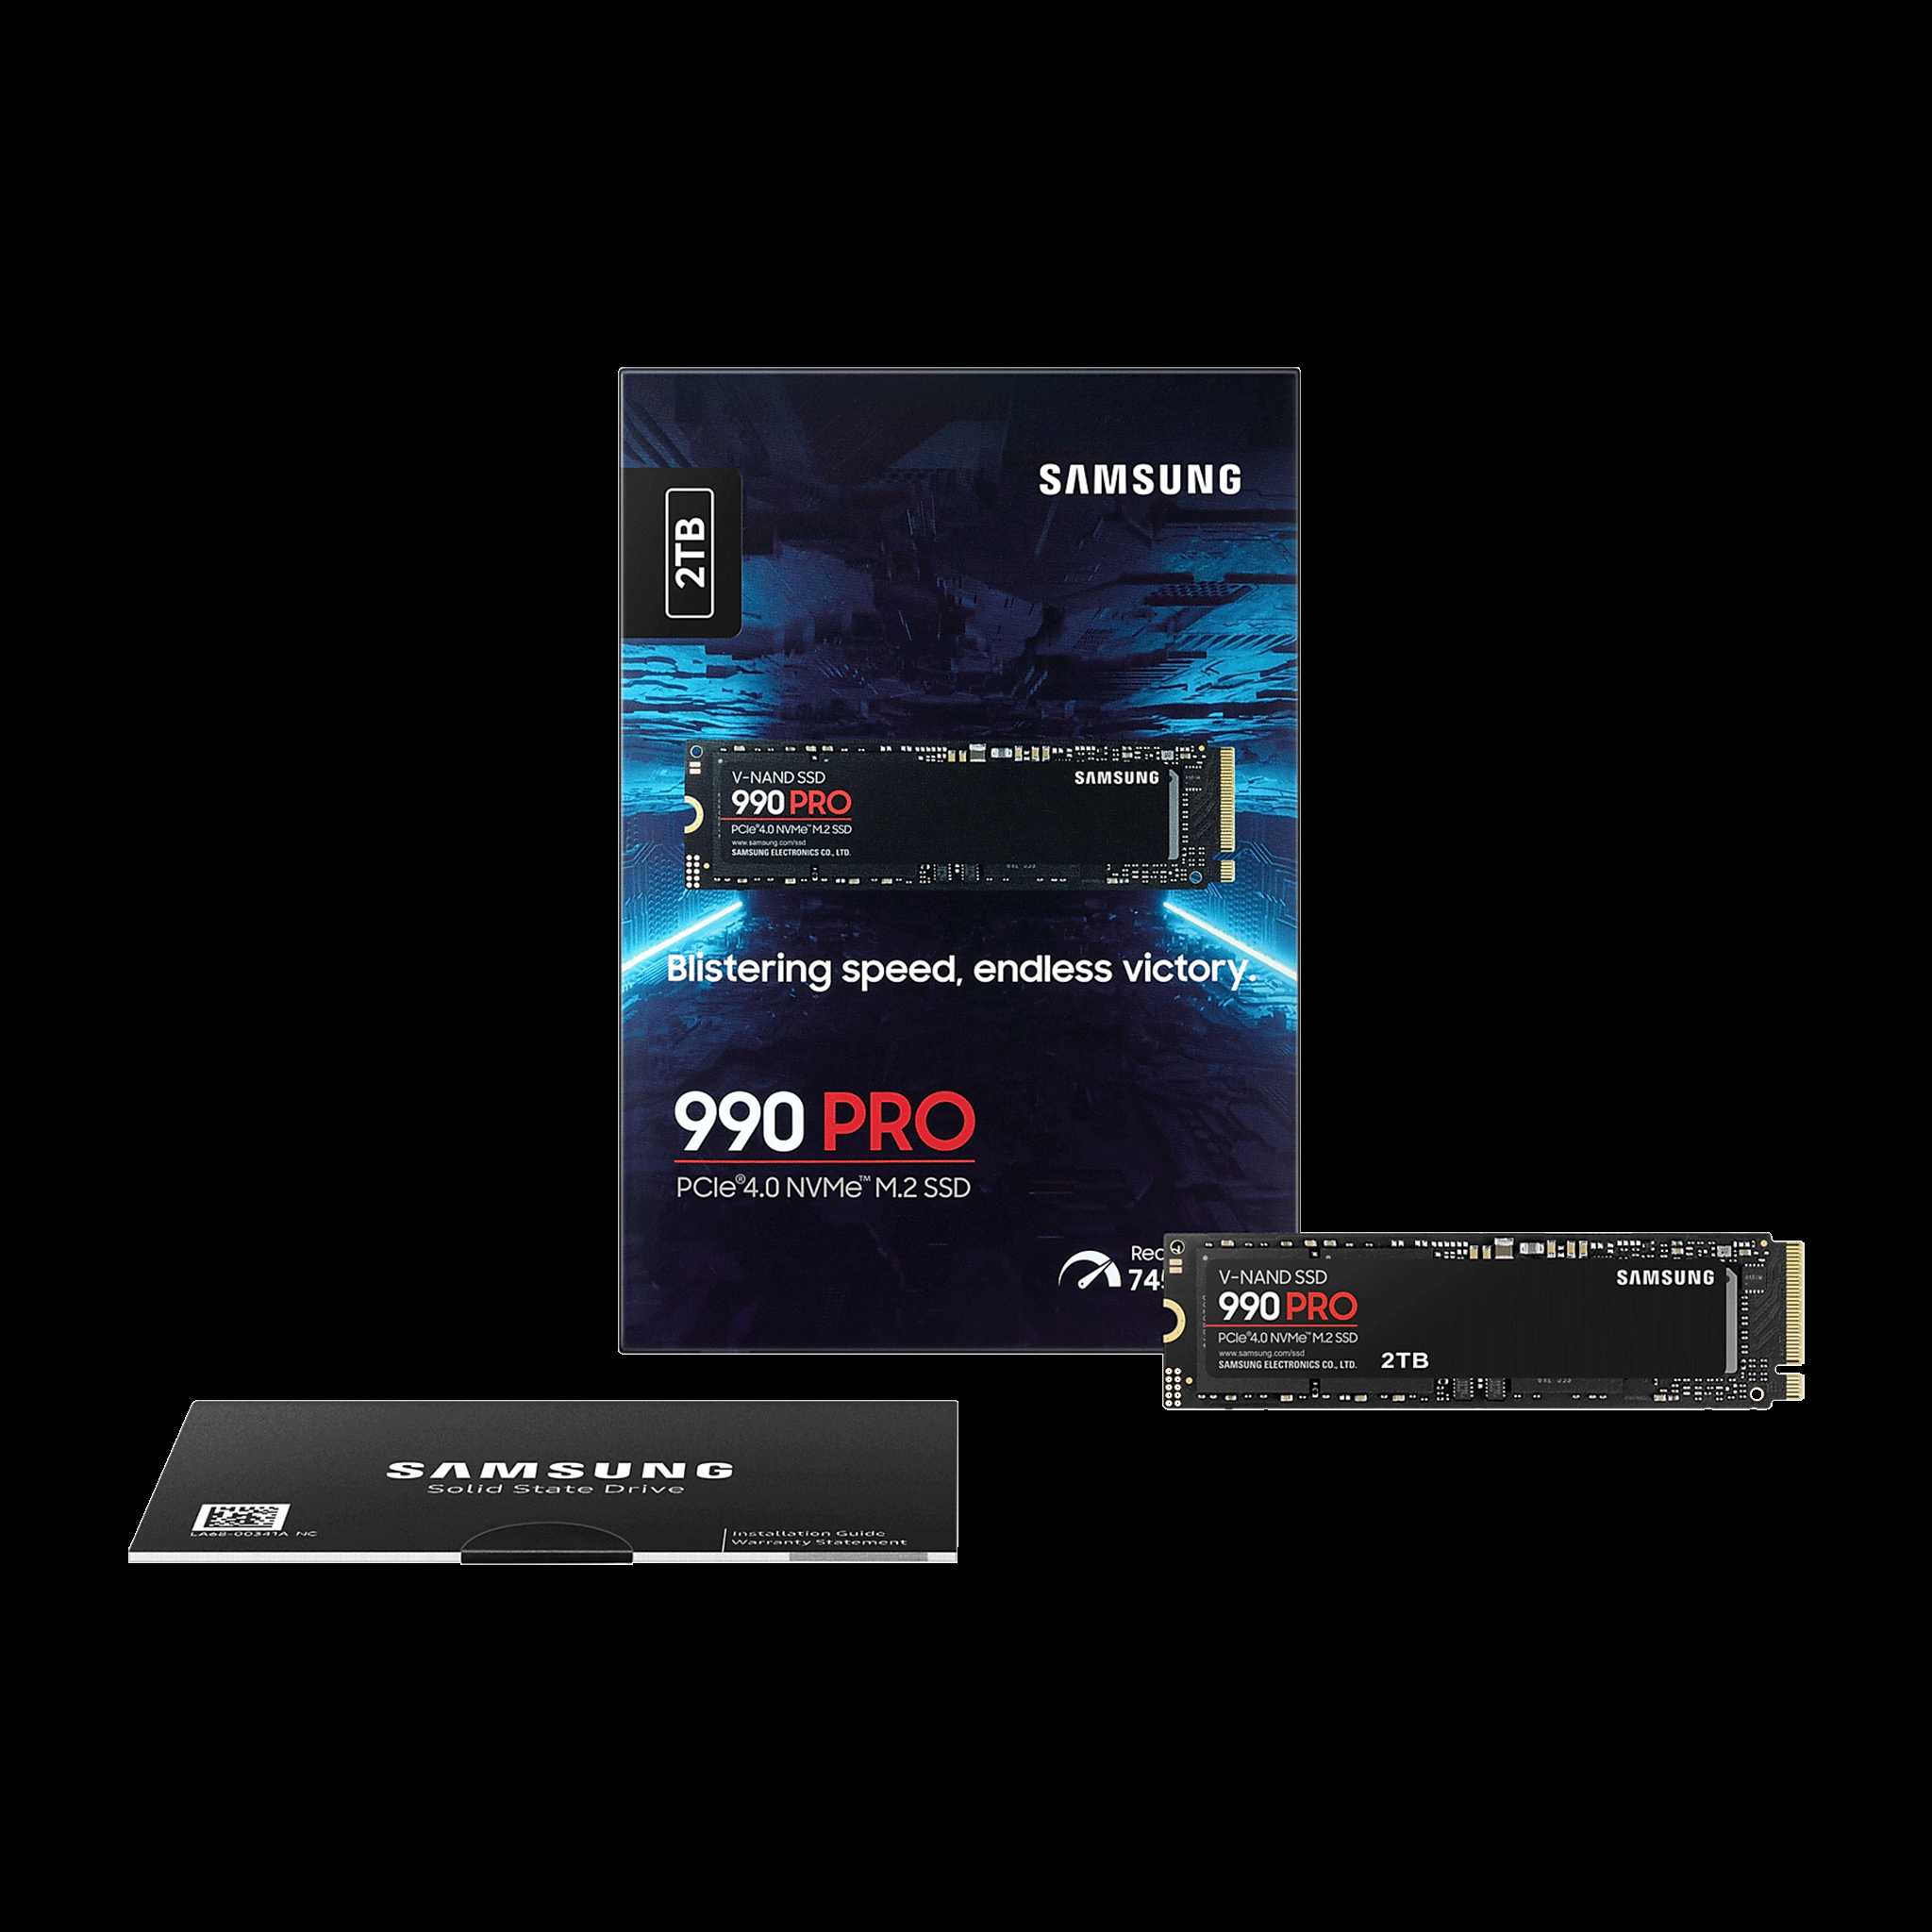 SAMSUNG
2TB
V-NAND SSD
SAMSUNG
990 PRO
PCIe®4.0 NVMe™ M.2 SSD
www.samsung.com/ssd
SAMSUNG ELECTRONICS CO., LTD.
Blistering speed, endless victory.
990 PRO
PCIe®4.0 NVMe™ M.2 SSD
V-NAND SSD
SAMSUNG
990 PRO
PCIe®4.0 NVMe™ M.2 SSD
www.samsung.com/ssd
SAMSUNG ELECTRONICS CO., LTD.
2TB
SAMSUNG
Solid State Drive
LA68-00341A NC
Installation Guide
Warranty Statement